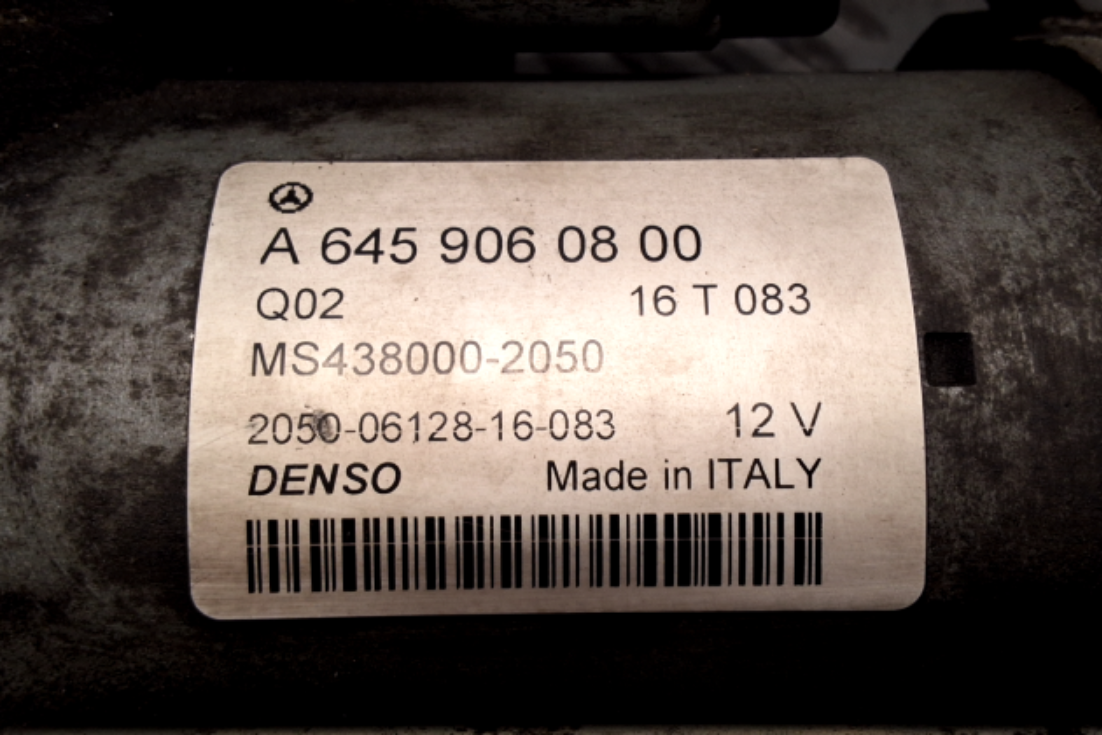 A 645 906 08 00
Q02 16 T 083
MS438000-2050
2050-06128-16-083 12 V
DENSO Made in ITALY